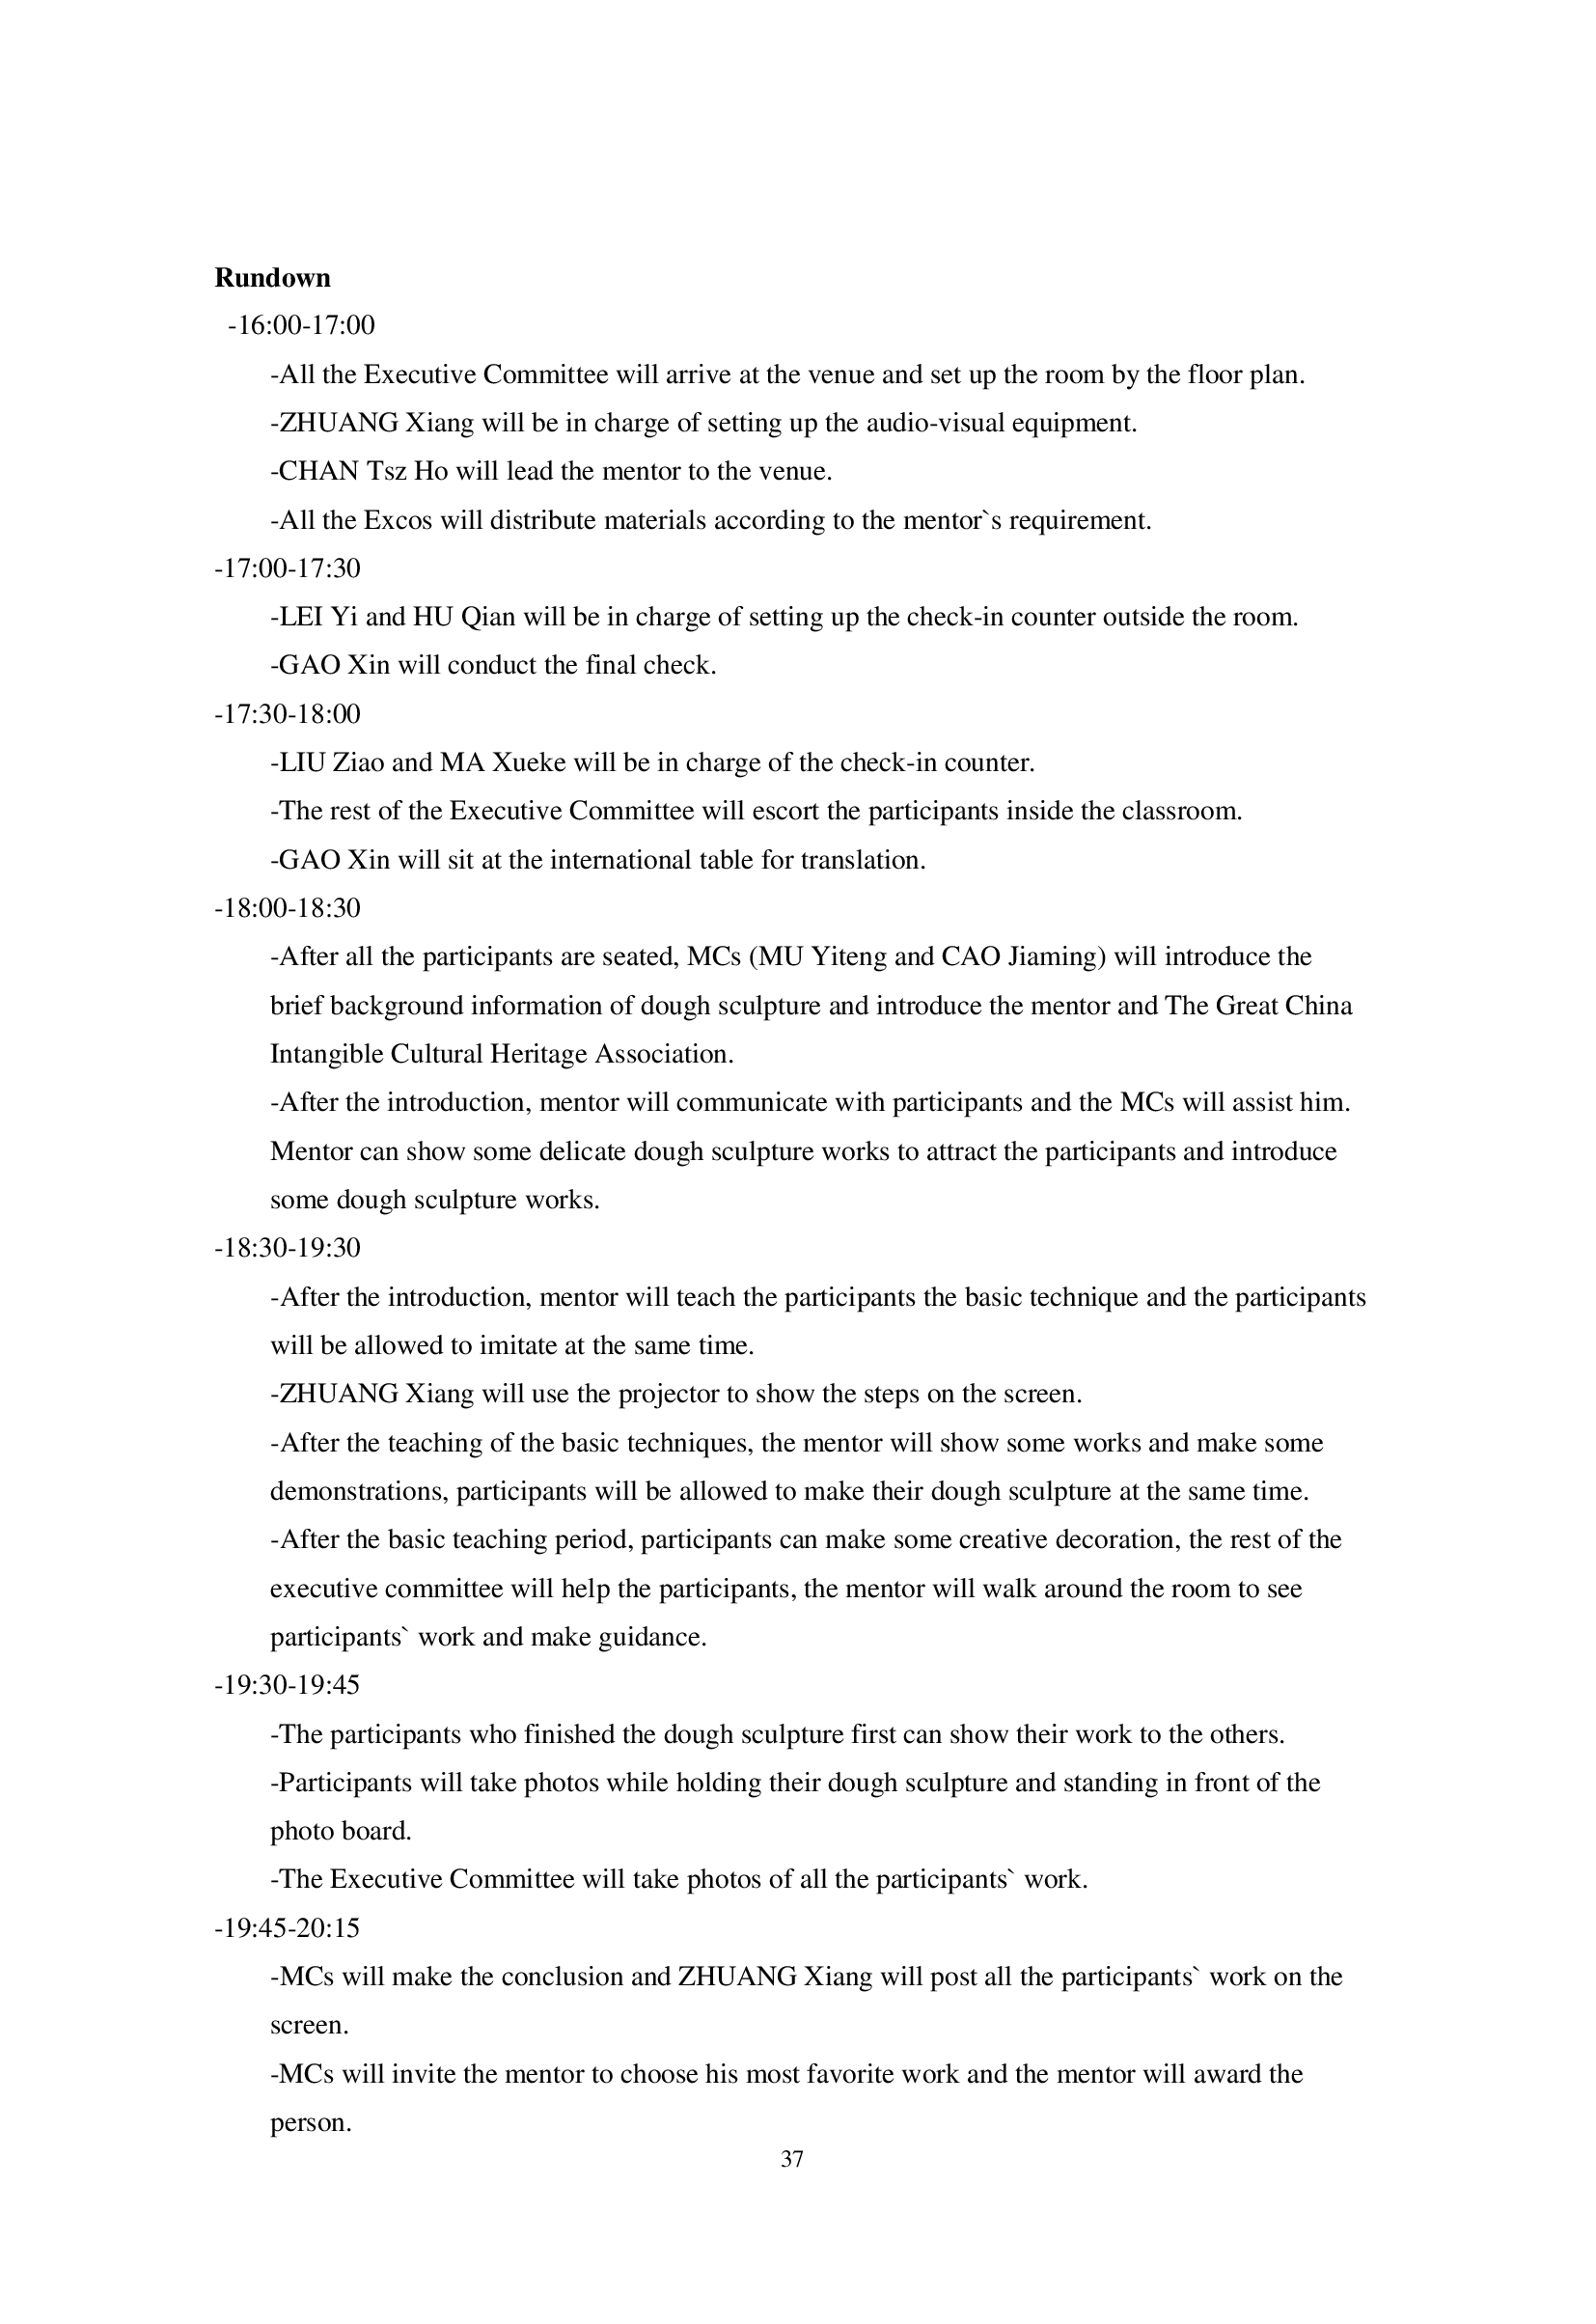 Rundown
-16:00-17:00
-All the Executive Committee will arrive at the venue and set up the room by the floor plan.
-ZHUANG Xiang will be in charge of setting up the audio-visual equipment.
-CHAN Tsz Ho will lead the mentor to the venue.
-All the Excos will distribute materials according to the mentor`s requirement.
-17:00-17:30
-LEI Yi and HU Qian will be in charge of setting up the check-in counter outside the room.
-GAO Xin will conduct the final check.
-17:30-18:00
-LIU Ziao and MA Xueke will be in charge of the check-in counter.
-The rest of the Executive Committee will escort the participants inside the classroom.
-GAO Xin will sit at the international table for translation.
-18:00-18:30
-After all the participants are seated, MCs (MU Yiteng and CAO Jiaming) will introduce the
brief background information of dough sculpture and introduce the mentor and The Great China
Intangible Cultural Heritage Association.
-After the introduction, mentor will communicate with participants and the MCs will assist him.
Mentor can show some delicate dough sculpture works to attract the participants and introduce
some dough sculpture works.
-18:30-19:30
-After the introduction, mentor will teach the participants the basic technique and the participants
will be allowed to imitate at the same time.
-ZHUANG Xiang will use the projector to show the steps on the screen.
-After the teaching of the basic techniques, the mentor will show some works and make some
demonstrations, participants will be allowed to make their dough sculpture at the same time.
-After the basic teaching period, participants can make some creative decoration, the rest of the
executive committee will help the participants, the mentor will walk around the room to see
participants` work and make guidance.
-19:30-19:45
-The participants who finished the dough sculpture first can show their work to the others.
-Participants will take photos while holding their dough sculpture and standing in front of the
photo board.
-The Executive Committee will take photos of all the participants` work.
-19:45-20:15
-MCs will make the conclusion and ZHUANG Xiang will post all the participants` work on the
screen.
-MCs will invite the mentor to choose his most favorite work and the mentor will award the
person.
37